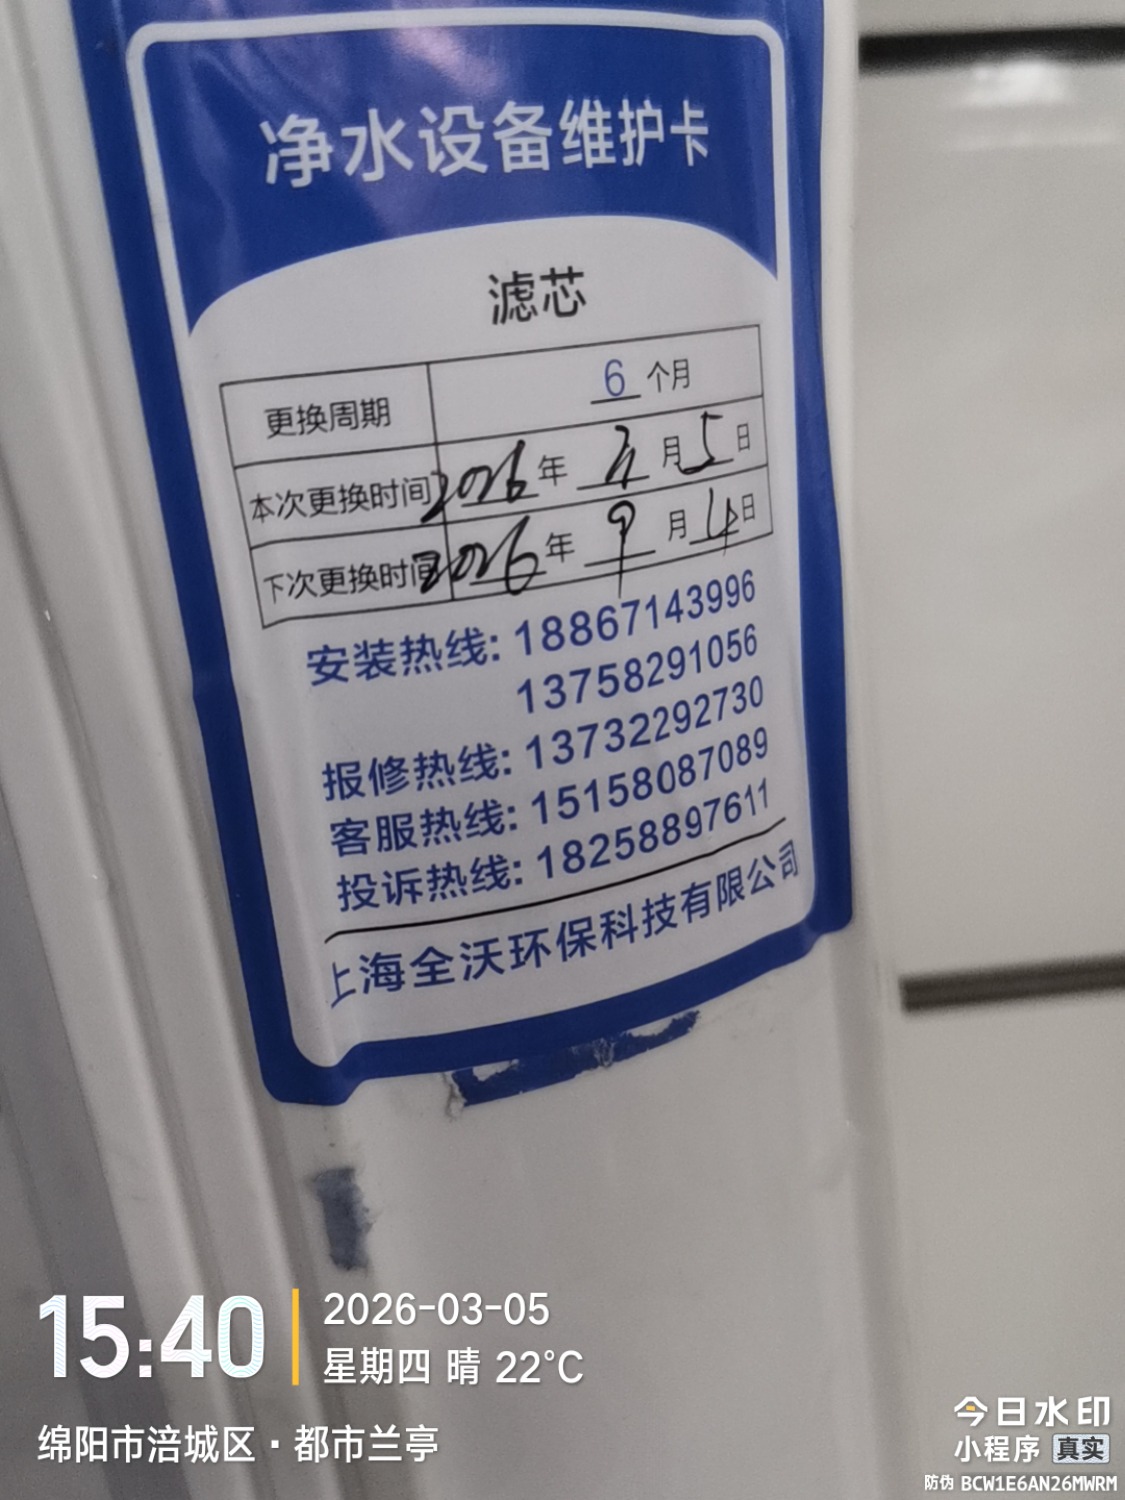 净水设备维护卡
滤芯
更换周期 6 个月
本次更换时间 2026 年 3 月 5 日
下次更换时间 2026 年 9 月 4 日
安装热线: 18867143996
13758291056
报修热线: 13732292730
客服热线: 15158087089
投诉热线: 18258897611
上海全沃环保科技有限公司
15:40
2026-03-05
星期四 晴 22°C
绵阳市涪城区·都市兰亭
今日水印
小程序 真实
防伪 BCW1E6AN26MWRM